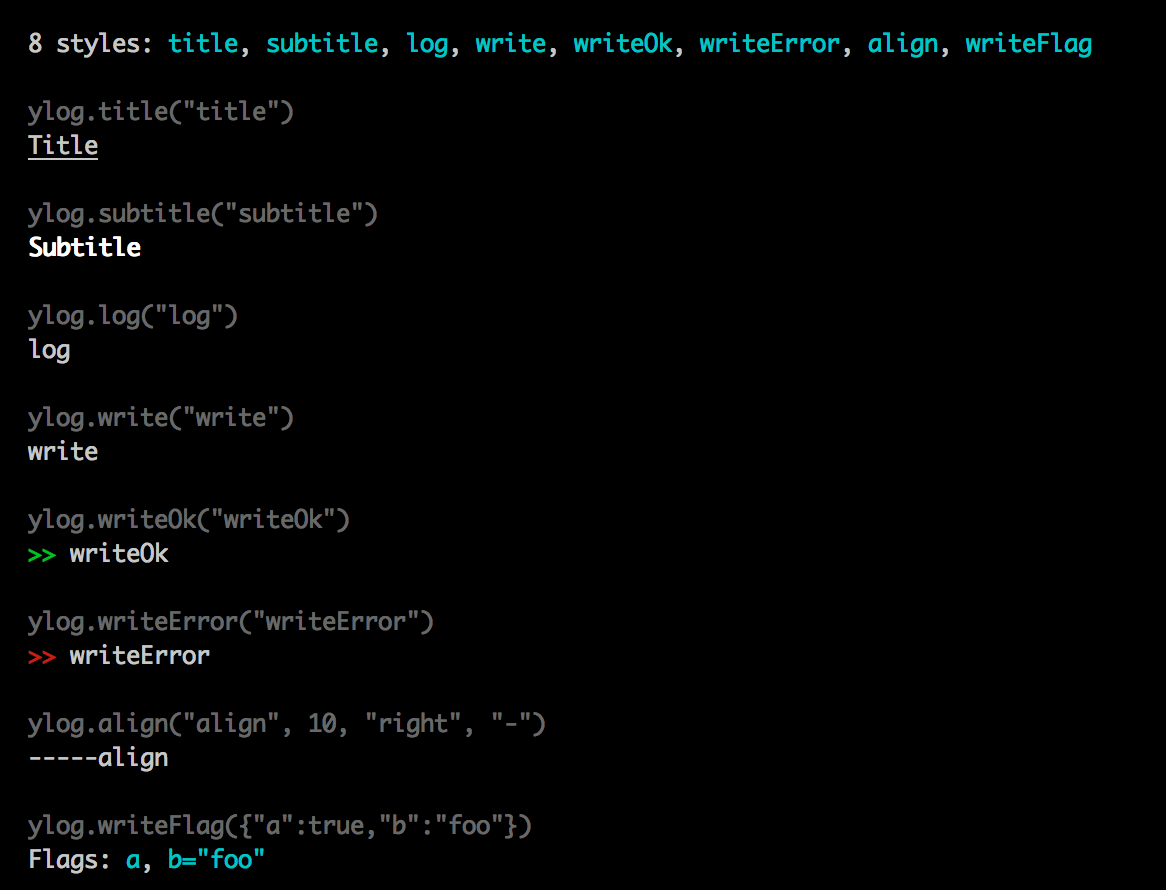 8 styles: title, subtitle, log, write, writeOk, writeError, align, writeFlag
ylog.title("title")
Title
ylog.subtitle("subtitle")
Subtitle
ylog.log("log")
log
ylog.write("write")
write
ylog.writeOk("writeOk")
>> writeOk
ylog.writeError("writeError")
>> writeError
ylog.align("align", 10, "right", "-")
-----align
ylog.writeFlag({"a":true,"b":"foo"})
Flags: a, b="foo"